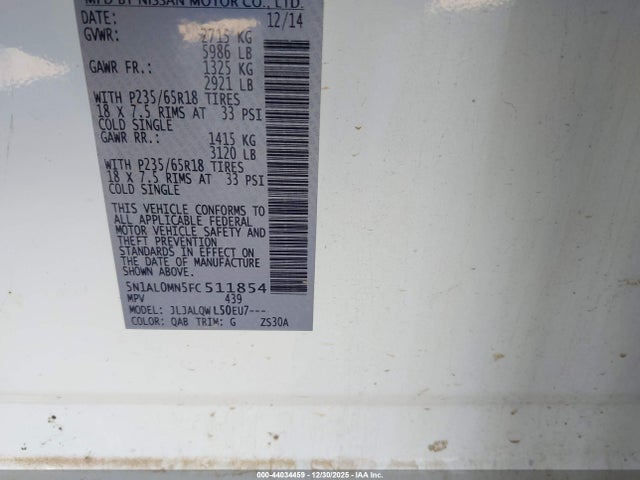 MFD BY NISSAN MOTOR CO., LTD.
DATE: 12/14
GVWR: 2715 KG
5986 LB
GAWR FR.: 1325 KG
2921 LB
WITH P235/65R18 TIRES
18 X 7.5 RIMS AT 33 PSI
COLD SINGLE
GAWR RR.: 1415 KG
3120 LB
WITH P235/65R18 TIRES
18 X 7.5 RIMS AT 33 PSI
COLD SINGLE
THIS VEHICLE CONFORMS TO
ALL APPLICABLE FEDERAL
MOTOR VEHICLE SAFETY AND
THEFT PREVENTION
STANDARDS IN EFFECT ON
THE DATE OF MANUFACTURE
SHOWN ABOVE.
5N1AL0MN5FC511854
MPV 439
MODEL: JLJALQWL50EU7---
COLOR: QAB TRIM: G ZS30A
000-44034459 - 12/30/2025 - IAA Inc.